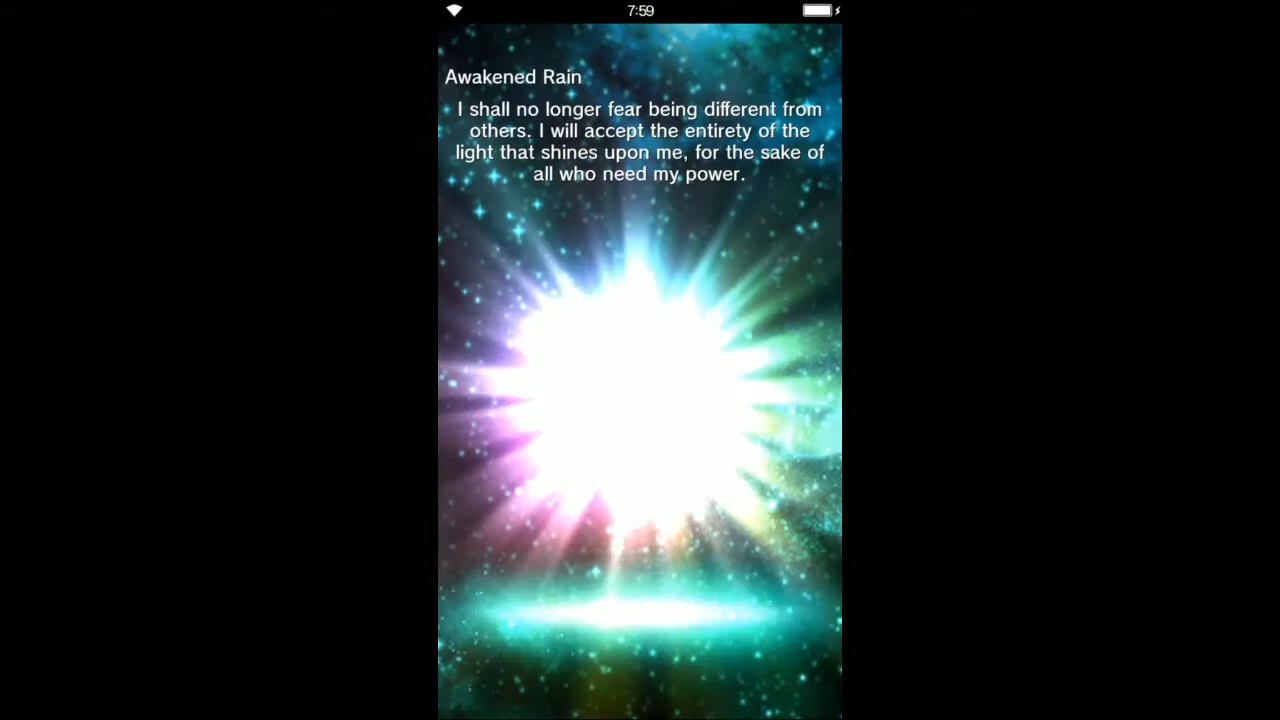 7:59
Awakened Rain
I shall no longer fear being different from
others. I will accept the entirety of the
light that shines upon me, for the sake of
all who need my power.